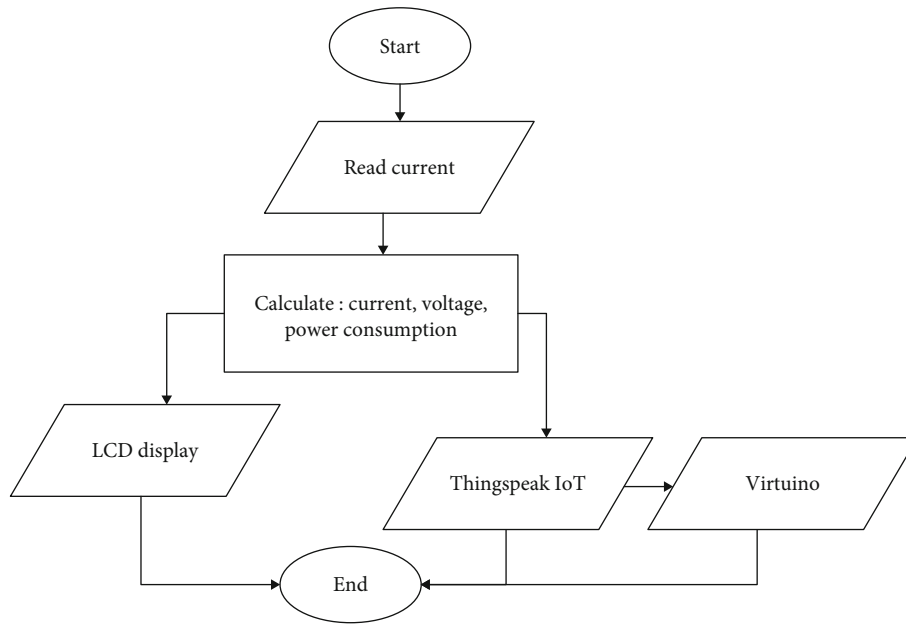 Start
Read current
Calculate : current, voltage,
power consumption
LCD display
Thingspeak IoT
Virtuino
End